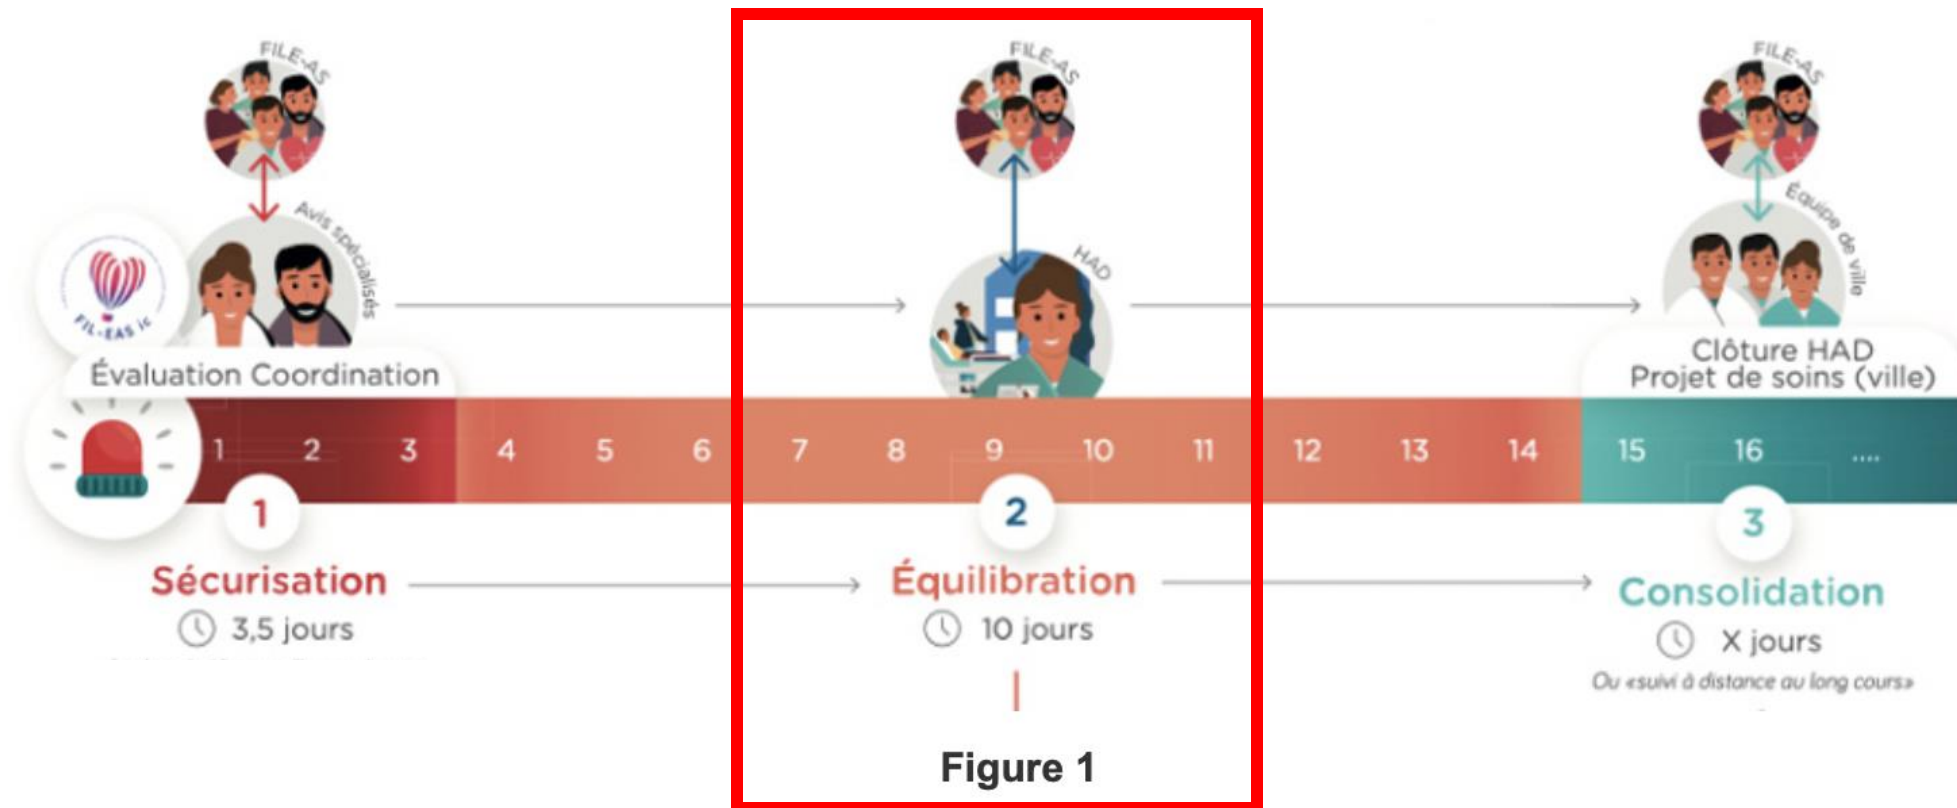 FILE-AS
FILE-AS
FILE-AS
Avis spécialisés
HAD
Équipe de ville
FIL-EAS ic
Évaluation Coordination
Clôture HAD
Projet de soins (ville)
1 2 3 4 5 6 7 8 9 10 11 12 13 14 15 16 ....
1
2
3
Sécurisation
3,5 jours
Équilibration
10 jours
Consolidation
X jours
Ou «suivi à distance au long cours»
Figure 1